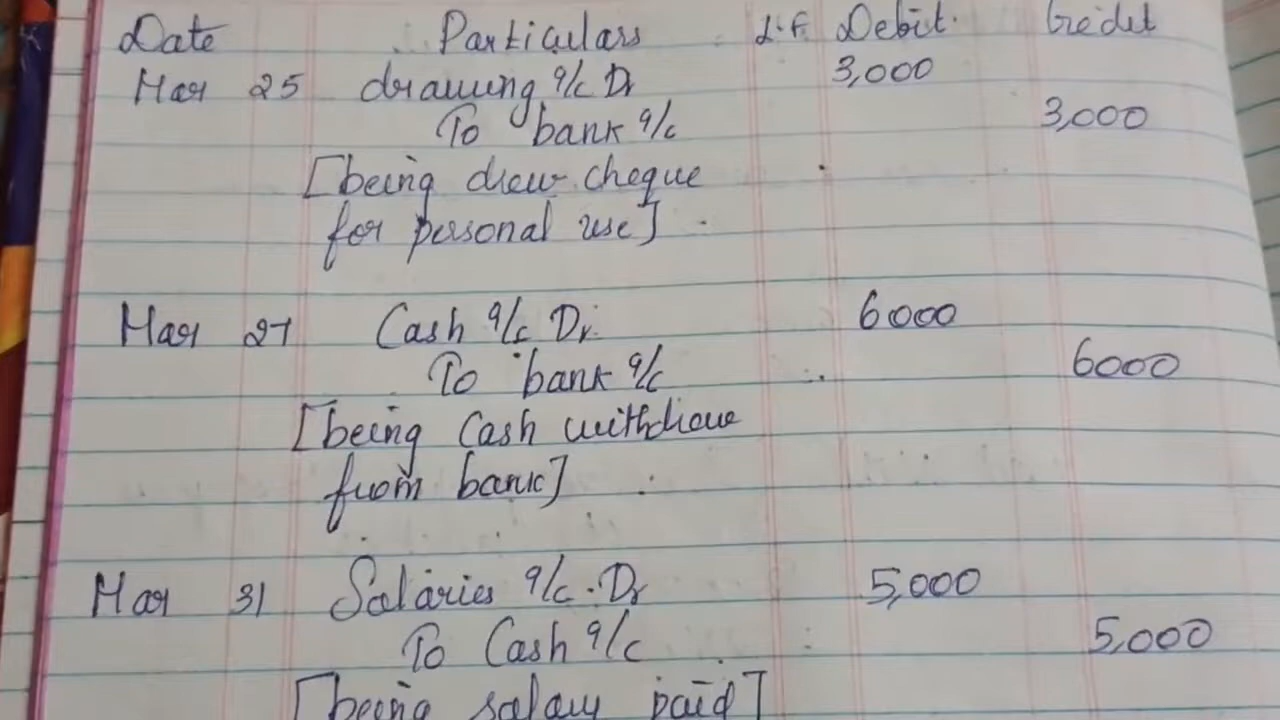 Date Particulars L.F. Debit. Credit
Mar 25 drawing a/c Dr 3,000
To bank a/c 3,000
[being drew cheque
for personal use]
Mar 27 Cash a/c Dr. 6000
To bank a/c 6000
[being Cash withdraw
from bank]
Mar 31 Salaries a/c. Dr 5,000
To Cash a/c 5,000
[being salary paid]